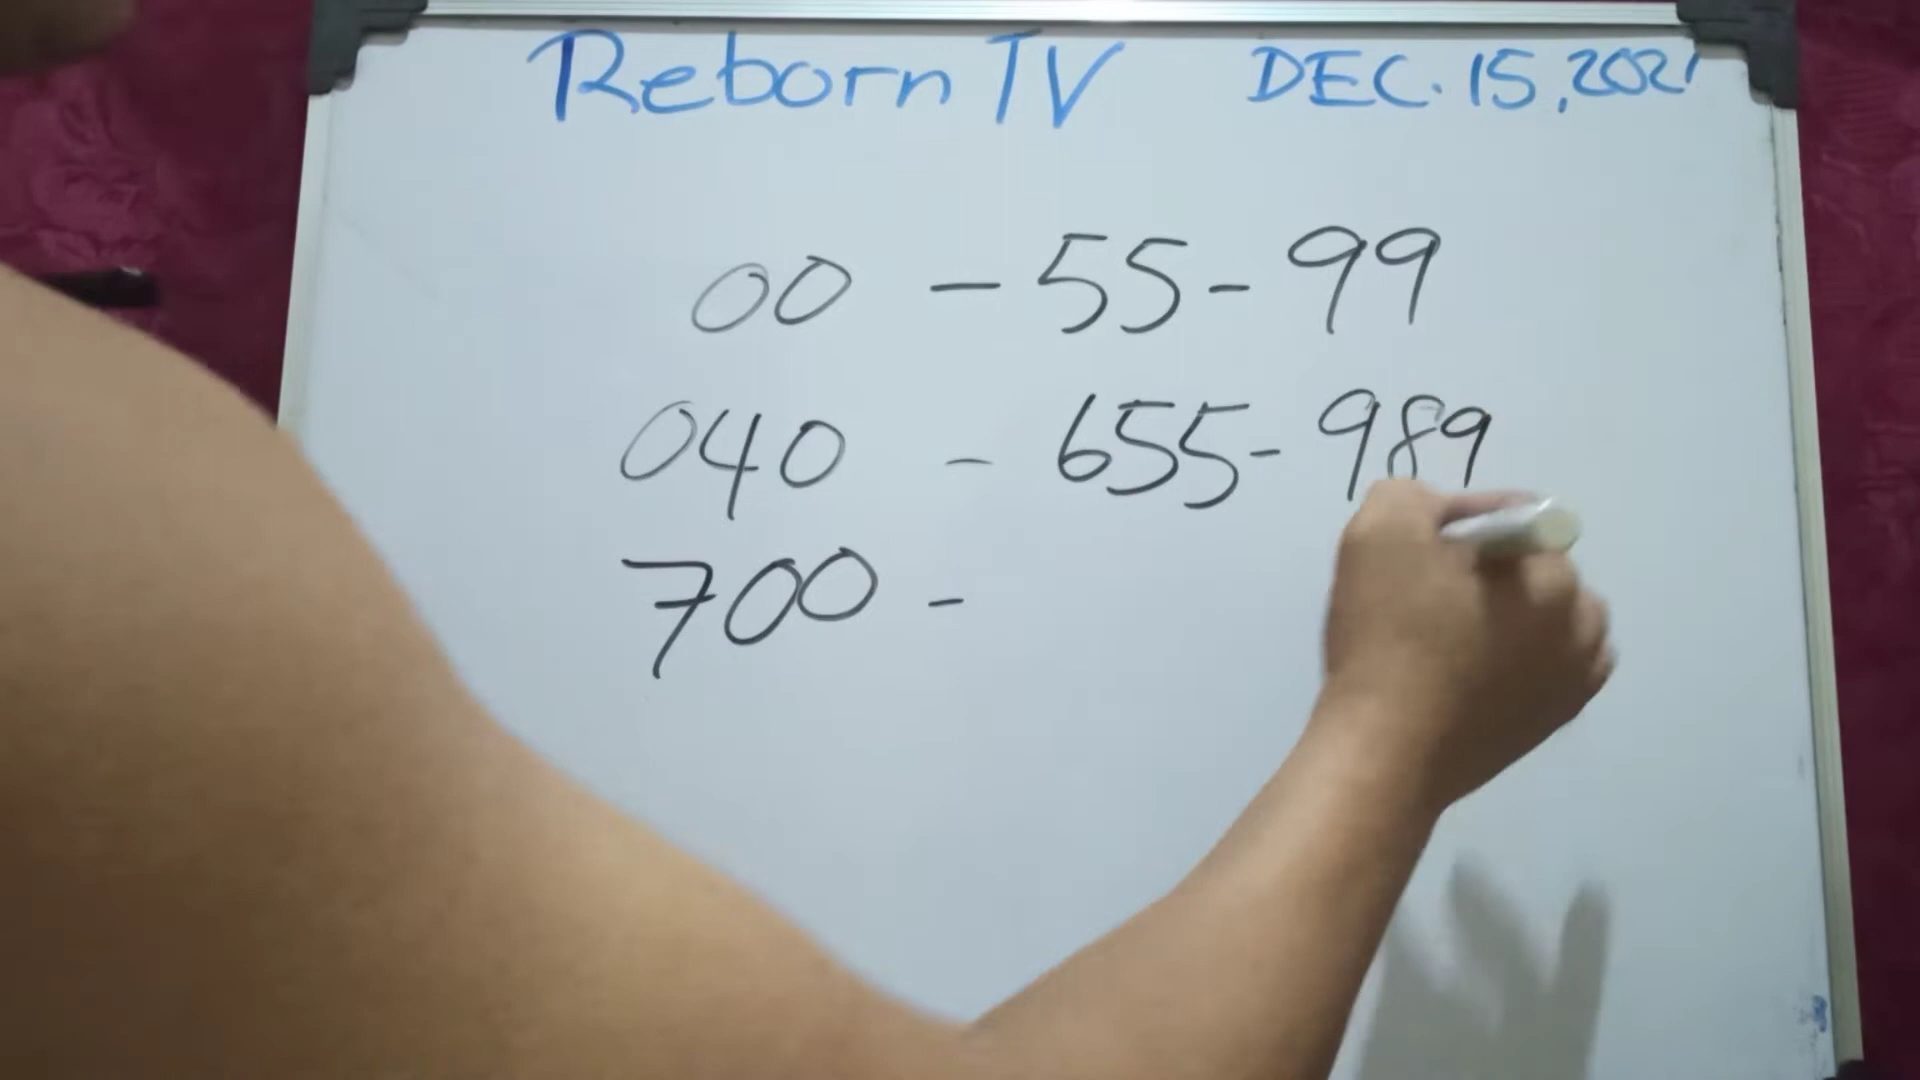 Reborn TV DEC. 15, 2021
00 - 55 - 99
040 - 655 - 989
700 -